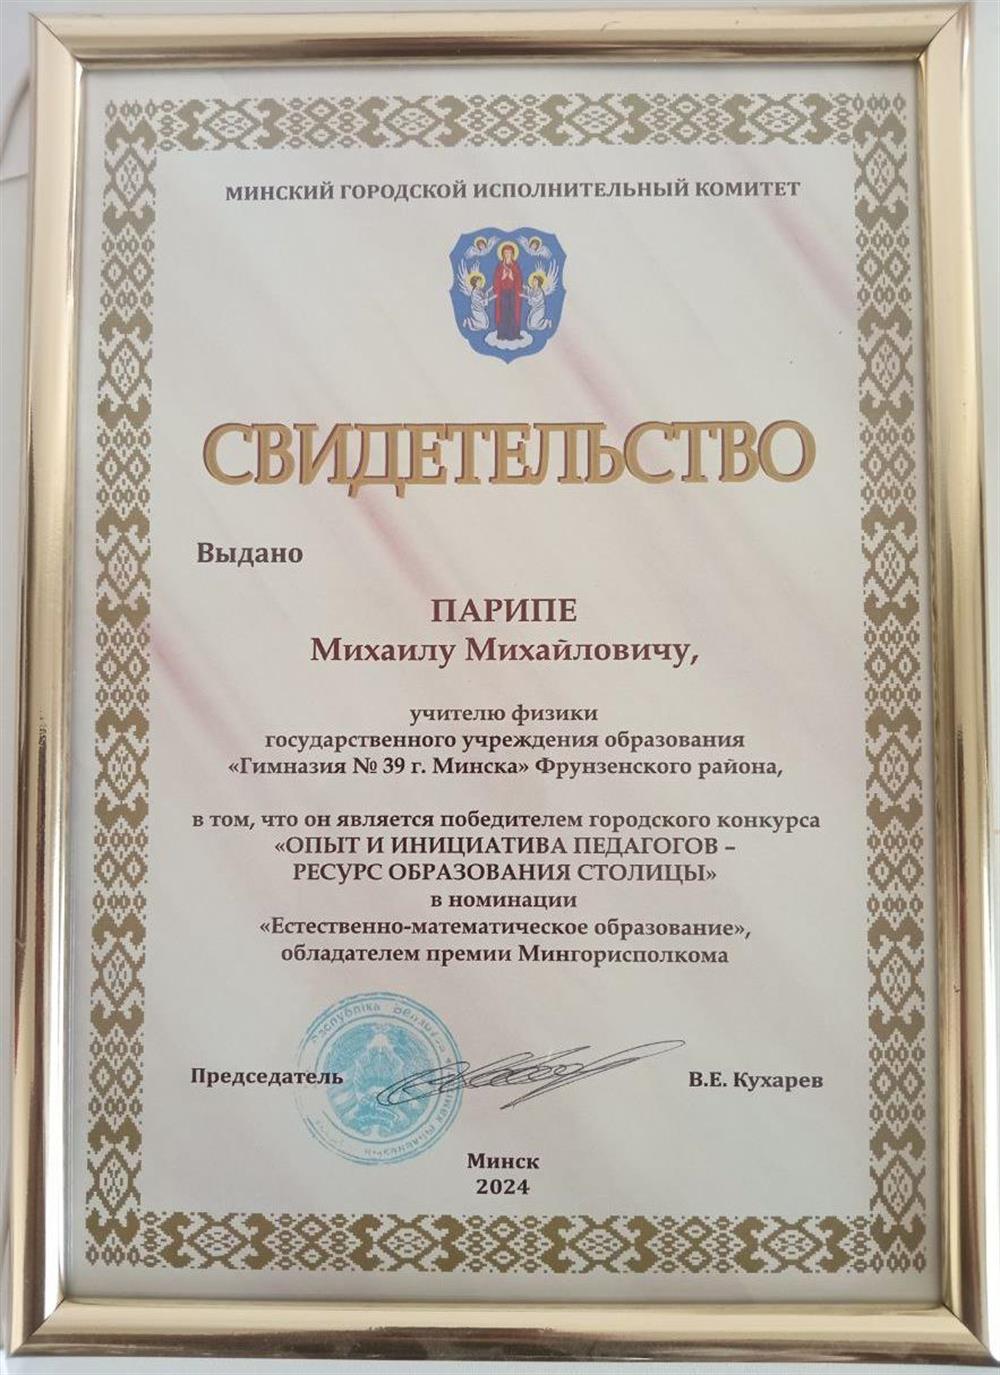 МИНСКИЙ ГОРОДСКОЙ ИСПОЛНИТЕЛЬНЫЙ КОМИТЕТ
СВИДЕТЕЛЬСТВО
Выдано
ПАРИПЕ
Михаилу Михайловичу,
учителю физики
государственного учреждения образования
«Гимназия № 39 г. Минска» Фрунзенского района,
в том, что он является победителем городского конкурса
«ОПЫТ И ИНИЦИАТИВА ПЕДАГОГОВ –
РЕСУРС ОБРАЗОВАНИЯ СТОЛИЦЫ»
в номинации
«Естественно-математическое образование»,
обладателем премии Мингорисполкома
Рэспубліка
Председатель
В.Е. Кухарев
Минск
2024